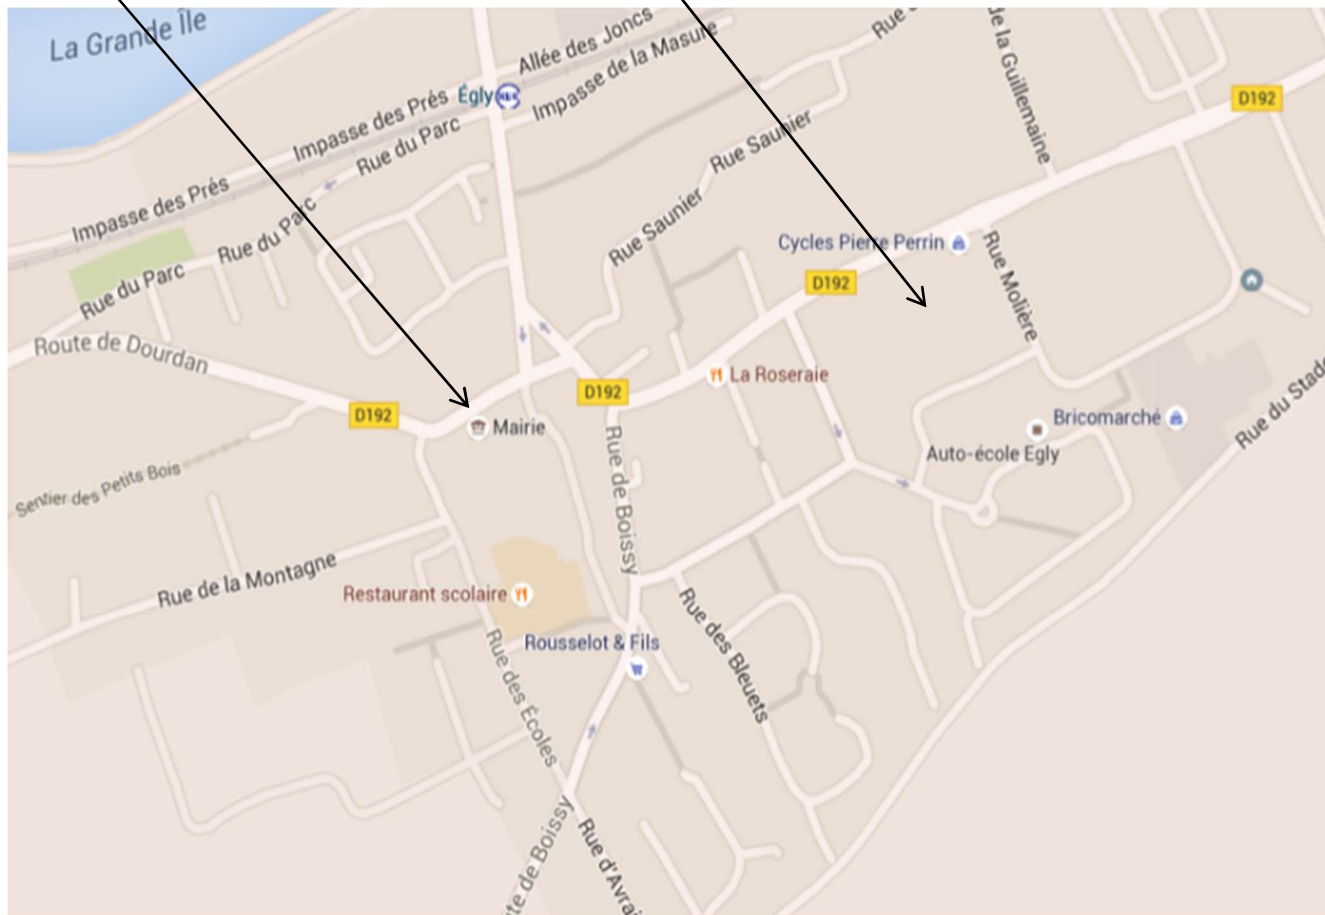 La Grande Île
Allée des Joncs
Rue
de la Guillemaine
Impasse de la Masure
Égly
RER
Impasse des Prés
D192
Rue du Parc
Rue Saunier
Impasse des Prés
Rue du Parc
Rue Saunier
Cycles Pierre Perrin
Rue Molière
Rue du Parc
D192
Route de Dourdan
La Roseraie
D192
D192
Mairie
Bricomarché
Rue du Stade
Auto-école Egly
Sentier des Petits Bois
Rue de Boissy
Rue de la Montagne
Restaurant scolaire
Rousselot & Fils
Rue des Bleuets
Rue des Écoles
de Boissy
Rue d'Avrai